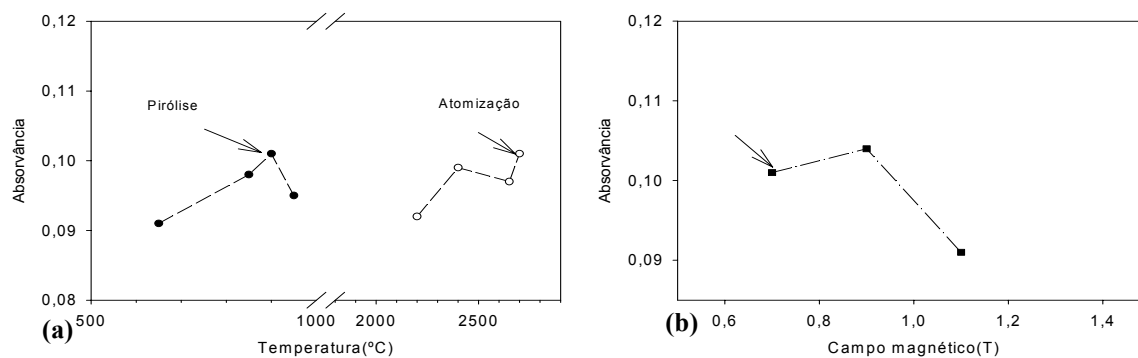 0,12
0,11
0,10
0,09
0,08
Absorvância
Pirólise
Atomização
500
1000
2000
2500
Temperatura(ºC)
(a)
0,12
0,11
0,10
0,09
Absorvância
0,6
0,8
1,0
1,2
1,4
Campo magnético(T)
(b)